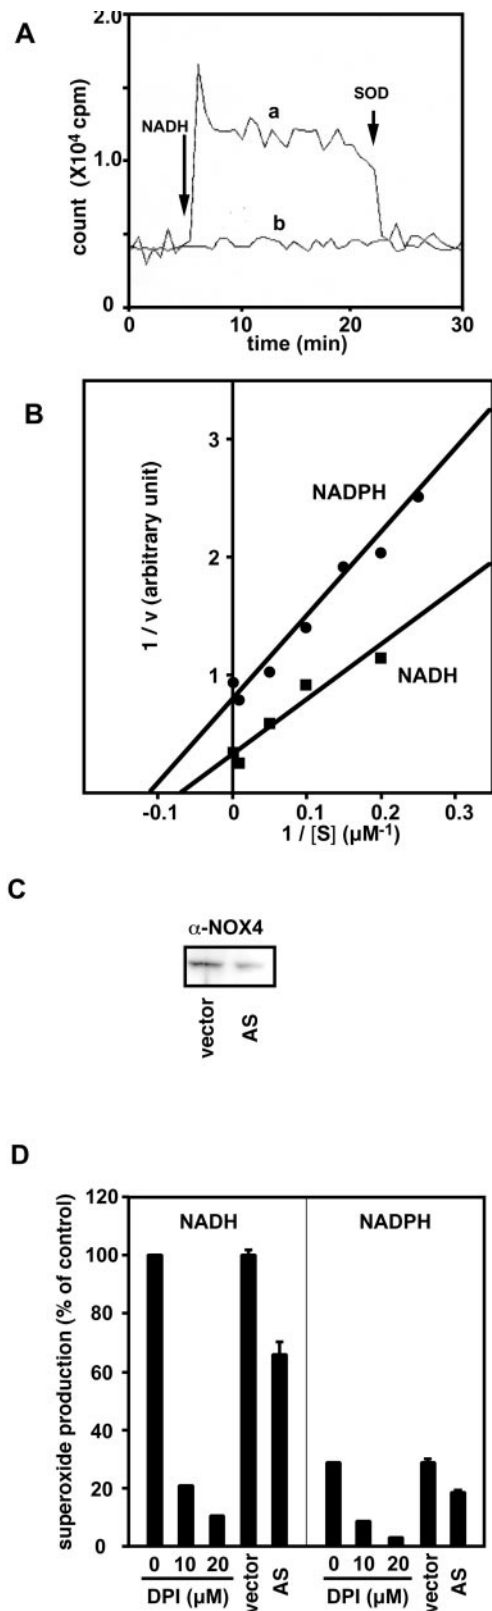 A
2.0
1.0
0
count (X10⁴ cpm)
NADH
a
SOD
b
0 10 20 30
time (min)
B
3
2
1
1 / v (arbitrary unit)
NADPH
NADH
-0.1 0 0.1 0.2 0.3
1 / [S] (µM⁻¹)
C
α-NOX4
vector
AS
D
120
100
80
60
40
20
0
superoxide production (% of control)
NADH NADPH
0 10 20 vector AS 0 10 20 vector AS
DPI (µM) DPI (µM)